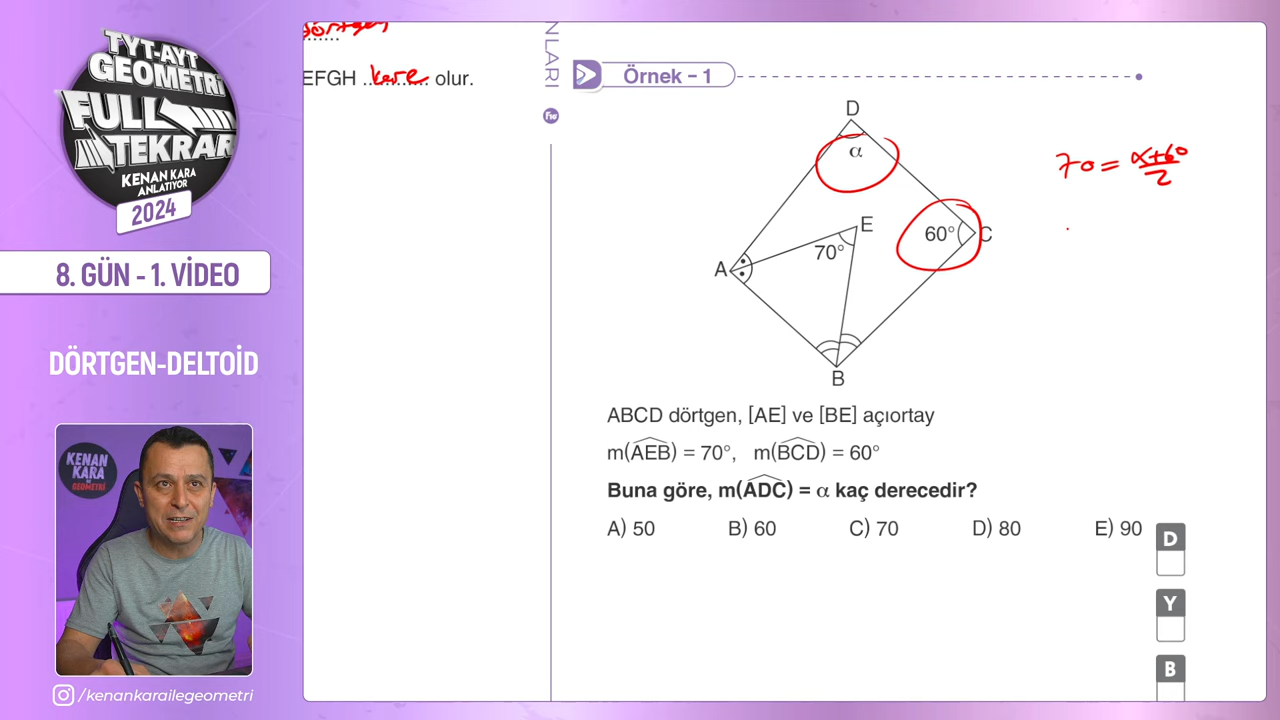 TYT-AYT
GEOMETRİ
FULL
TEKRAR
KENAN KARA
ANLATIYOR
2024
8. GÜN - 1. VİDEO
DÖRTGEN-DELTOİD
KENAN
KARA
GEOMETRİ
/kenankarailegeometri
EFGH ..kare.. olur.
NLARI
Örnek – 1
D
α
E
70°
60°
C
A
B
70 = α+60
2
ABCD dörtgen, [AE] ve [BE] açıortay
m(AEB) = 70°, m(BCD) = 60°
Buna göre, m(ADC) = α kaç derecedir?
A) 50 B) 60 C) 70 D) 80 E) 90
D
Y
B